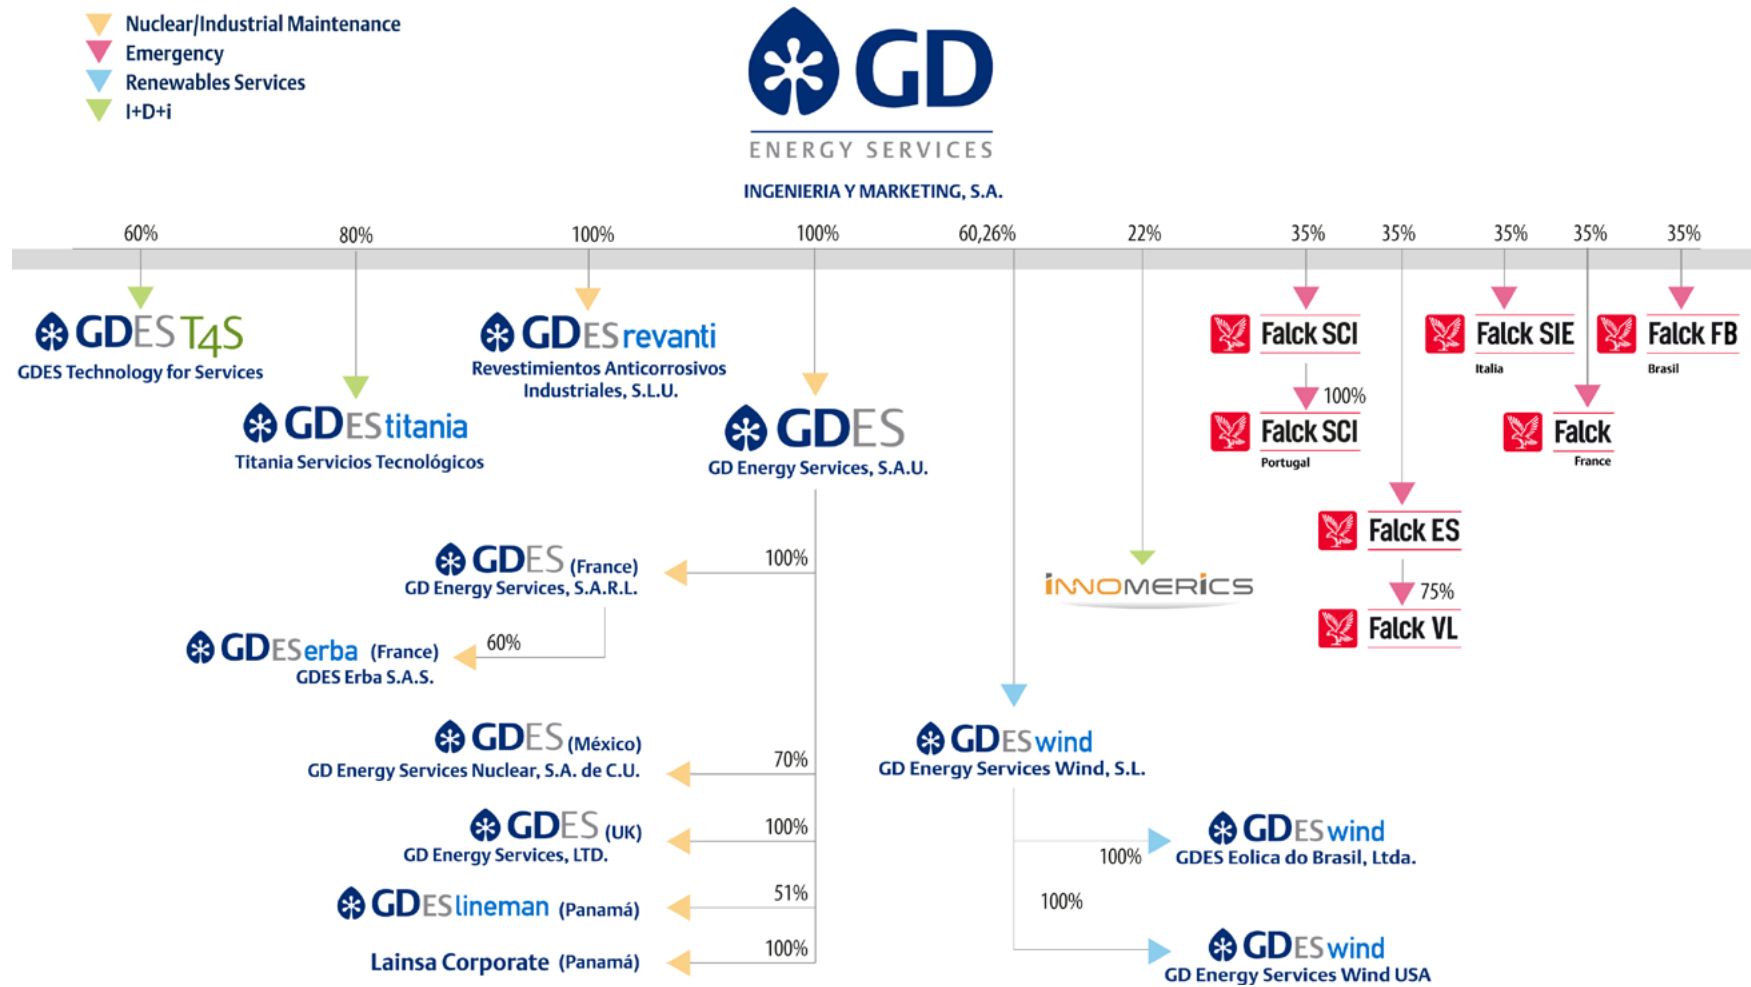 Nuclear/Industrial Maintenance
Emergency
Renewables Services
I+D+i
GD
ENERGY SERVICES
INGENIERIA Y MARKETING, S.A.
60%
80%
100%
100%
60,26%
22%
35%
35%
35%
35%
35%
GDES T4S
GDES Technology for Services
GDES titania
Titania Servicios Tecnológicos
GDES revanti
Revestimientos Anticorrosivos
Industriales, S.L.U.
GDES
GD Energy Services, S.A.U.
100%
GDES (France)
GD Energy Services, S.A.R.L.
60%
GDES erba (France)
GDES Erba S.A.S.
70%
GDES (México)
GD Energy Services Nuclear, S.A. de C.U.
100%
GDES (UK)
GD Energy Services, LTD.
51%
GDES lineman (Panamá)
100%
Lainsa Corporate (Panamá)
GDES wind
GD Energy Services Wind, S.L.
100%
GDES wind
GDES Eolica do Brasil, Ltda.
100%
GDES wind
GD Energy Services Wind USA
INNOMERICS
Falck SCI
100%
Falck SCI
Portugal
Falck ES
75%
Falck VL
Falck SIE
Italia
Falck
France
Falck FB
Brasil